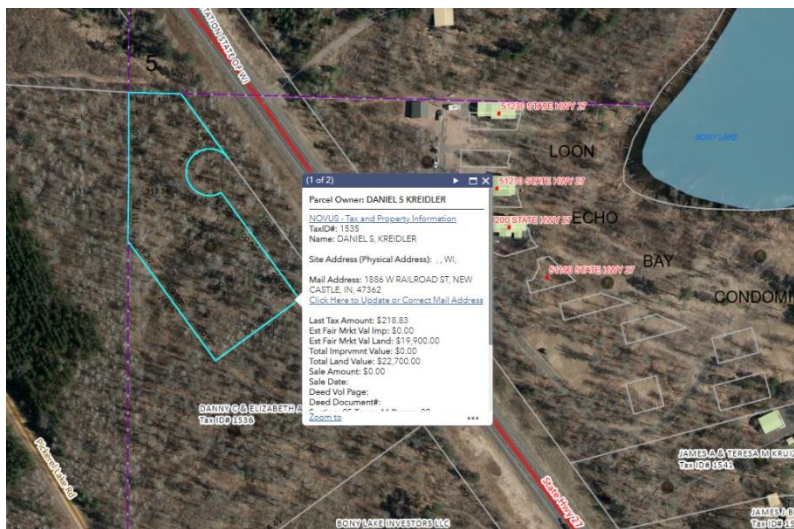 TATION STATE OF WI
5
51230 STATE HWY 27
LOON
BONY LAKE
(1 of 2)
Parcel Owner: DANIEL S KREIDLER
NOVUS - Tax and Property Information
TaxID#: 1535
Name: DANIEL S, KREIDLER
Site Address (Physical Address): , , WI,
Mail Address: 1886 W RAILROAD ST, NEW
CASTLE, IN, 47362
Click Here to Update or Correct Mail Address
Last Tax Amount: $218.83
Est Fair Mrkt Val Imp: $0.00
Est Fair Mrkt Val Land: $19,900.00
Total Imprvmnt Value: $0.00
Total Land Value: $22,700.00
Sale Amount: $0.00
Sale Date:
Deed Vol Page:
Deed Document#:
Zoom to
51210 STATE HWY 27
200 STATE HWY 27
ECHO
STATE HWY 27
BAY
CONDOMI
DANNY C & ELIZABETH A
Tax ID# 1536
JAMES A & TERESA M KRUIZ
Tax ID# 1541
Pickerel Lake Rd
State Hwy 27
BONY LAKE INVESTORS LLC
JAMES J B